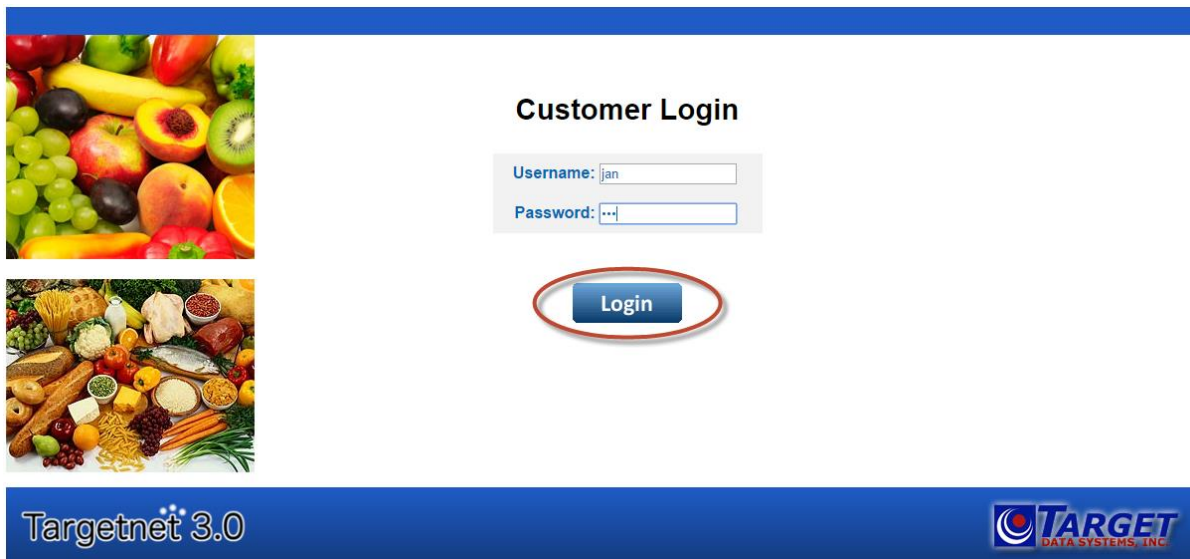 Customer Login
Username: jan
Password: •••
Login
Targetnet 3.0
TARGET
DATA SYSTEMS, INC.